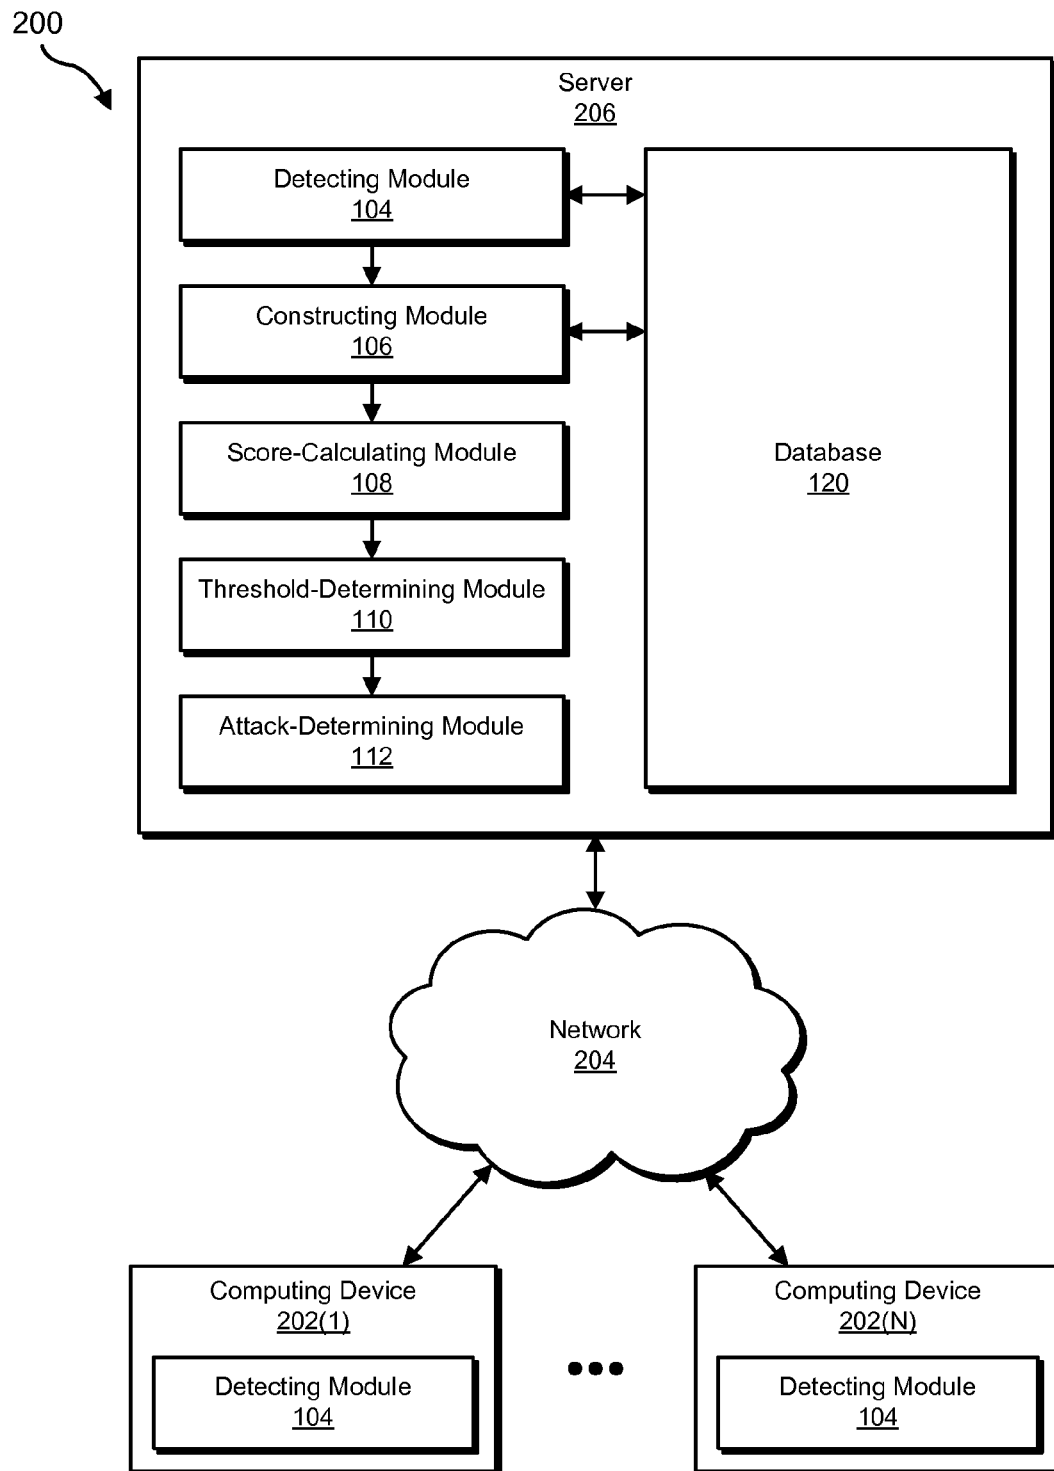 200
Server
206
Detecting Module
104
Constructing Module
106
Score-Calculating Module
108
Threshold-Determining Module
110
Attack-Determining Module
112
Database
120
Network
204
Computing Device
202(1)
Detecting Module
104
Computing Device
202(N)
Detecting Module
104